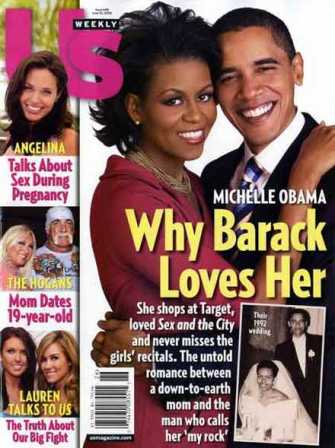 US
WEEKLY
ANGELINA
Talks About
Sex During
Pregnancy
THE HOGANS
Mom Dates
19-year-old
LAUREN
TALKS TO US
The Truth About
Our Big Fight
MICHELLE OBAMA
Why Barack
Loves Her
She shops at Target,
loved Sex and the City
and never misses the
girls' recitals. The untold
romance between
a down-to-earth
mom and the
man who calls
her 'my rock'
Their
1992
wedding
usmagazine.com